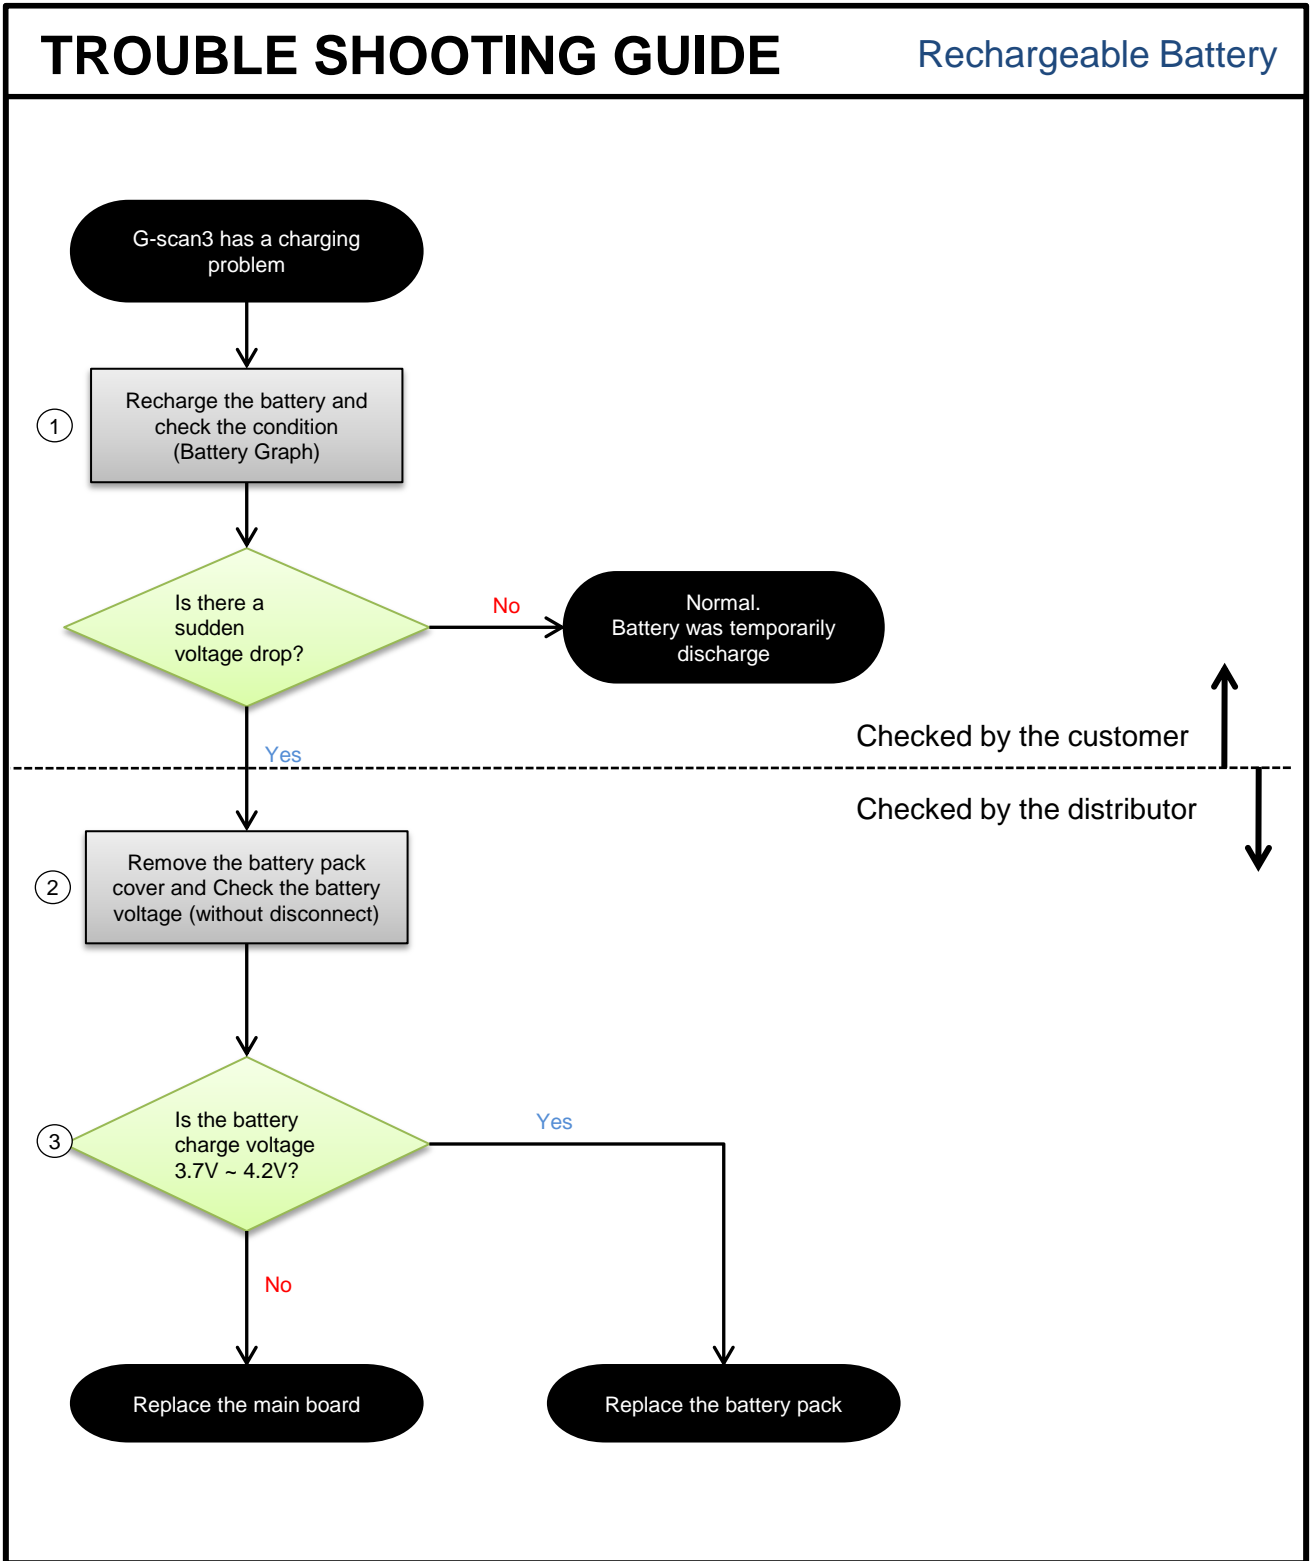 TROUBLE SHOOTING GUIDE
Rechargeable Battery
G-scan3 has a charging
problem
1
Recharge the battery and
check the condition
(Battery Graph)
Is there a
sudden
voltage drop?
No
Normal.
Battery was temporarily
discharge
Yes
Checked by the customer
Checked by the distributor
2
Remove the battery pack
cover and Check the battery
voltage (without disconnect)
3
Is the battery
charge voltage
3.7V ~ 4.2V?
Yes
No
Replace the main board
Replace the battery pack